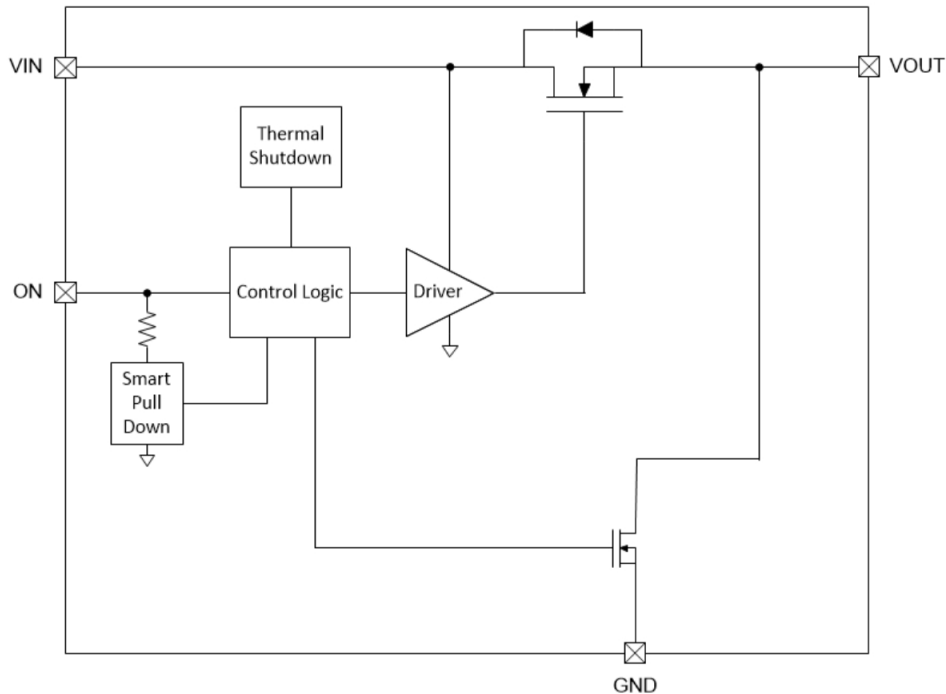 VIN
VOUT
Thermal
Shutdown
ON
Control Logic
Driver
Smart
Pull
Down
GND